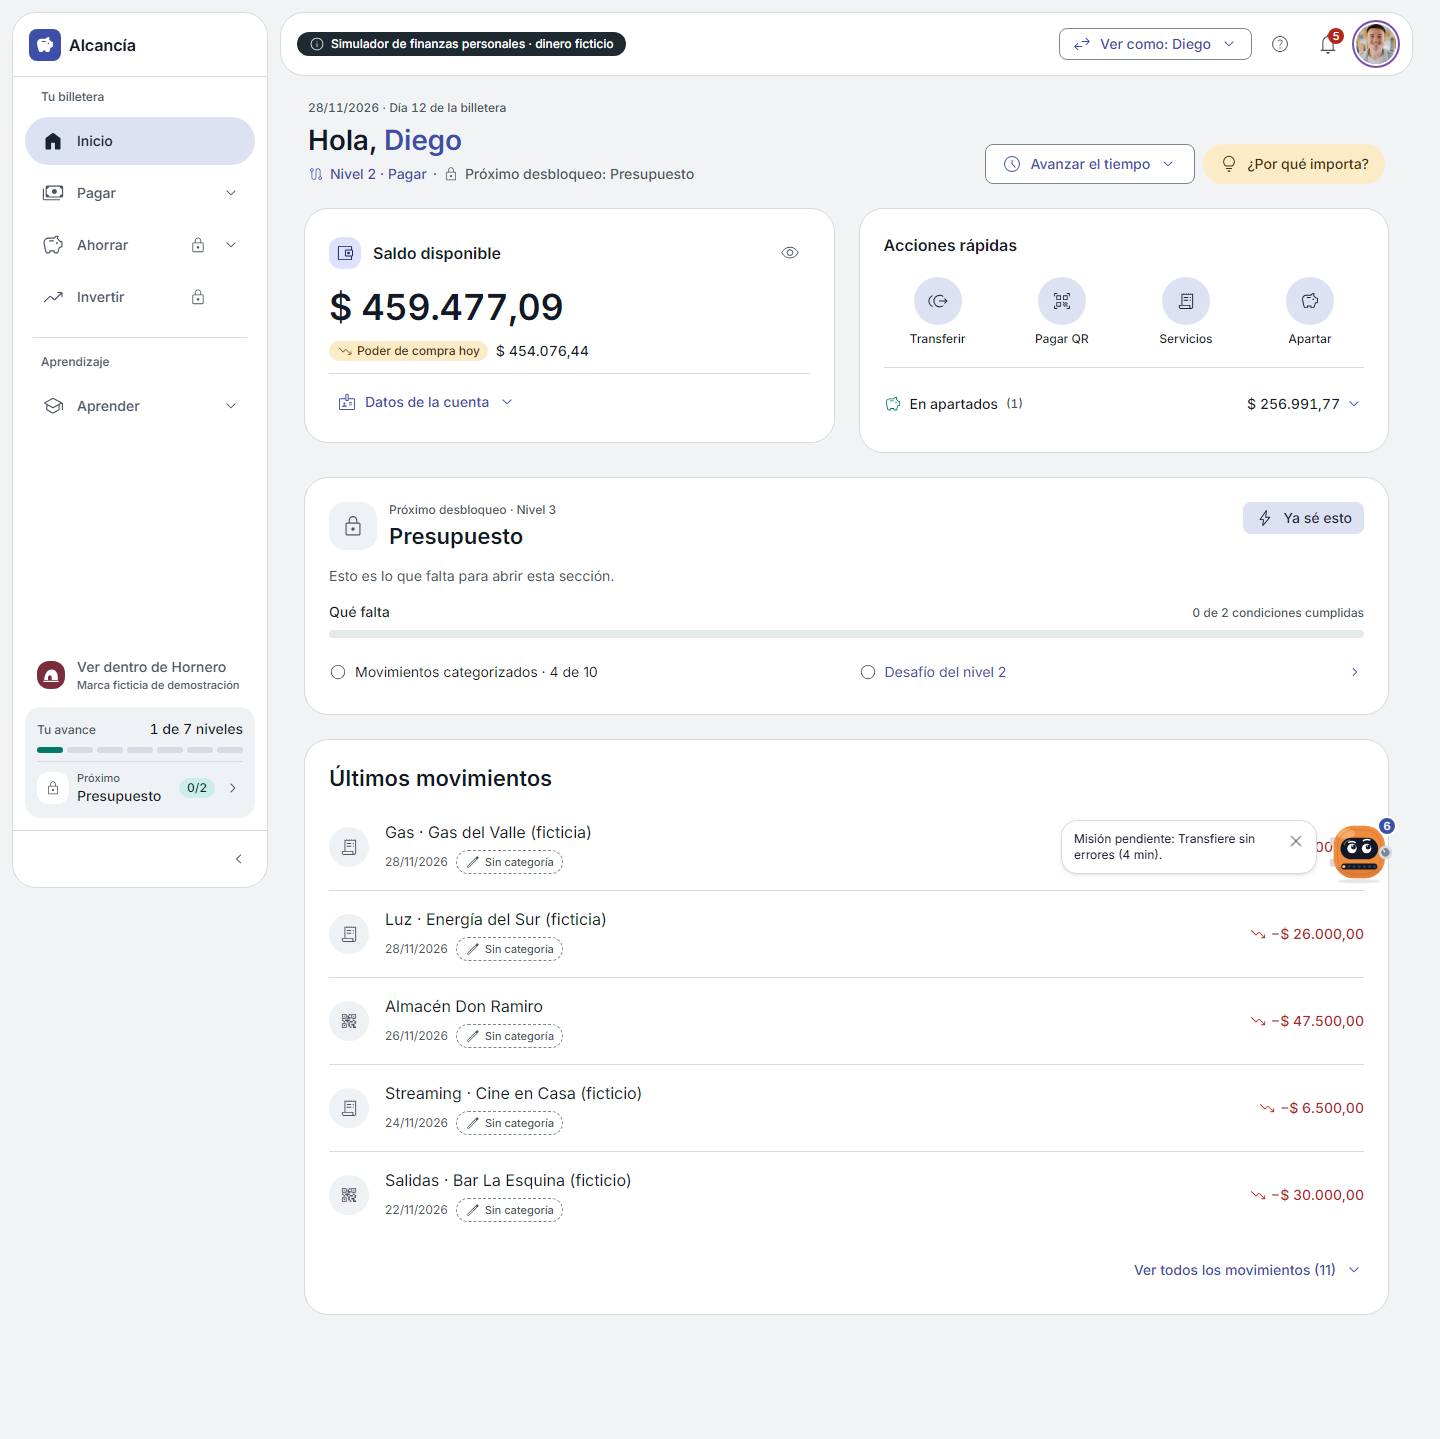 Alcancía
Tu billetera
Inicio
Pagar
Ahorrar
Invertir
Aprendizaje
Aprender
Ver dentro de Hornero
Marca ficticia de demostración
Tu avance 1 de 7 niveles
Próximo
Presupuesto 0/2
Simulador de finanzas personales · dinero ficticio
Ver como: Diego
5
28/11/2026 · Día 12 de la billetera
Hola, Diego
Nivel 2 · Pagar · Próximo desbloqueo: Presupuesto
Avanzar el tiempo
¿Por qué importa?
Saldo disponible
$ 459.477,09
Poder de compra hoy $ 454.076,44
Datos de la cuenta
Acciones rápidas
Transferir Pagar QR Servicios Apartar
En apartados (1) $ 256.991,77
Próximo desbloqueo · Nivel 3
Presupuesto
Ya sé esto
Esto es lo que falta para abrir esta sección.
Qué falta 0 de 2 condiciones cumplidas
Movimientos categorizados · 4 de 10
Desafío del nivel 2
Últimos movimientos
Gas · Gas del Valle (ficticia)
28/11/2026 Sin categoría
Misión pendiente: Transfiere sin
errores (4 min).
6
Luz · Energía del Sur (ficticia)
28/11/2026 Sin categoría
−$ 26.000,00
Almacén Don Ramiro
26/11/2026 Sin categoría
−$ 47.500,00
Streaming · Cine en Casa (ficticio)
24/11/2026 Sin categoría
−$ 6.500,00
Salidas · Bar La Esquina (ficticio)
22/11/2026 Sin categoría
−$ 30.000,00
Ver todos los movimientos (11)